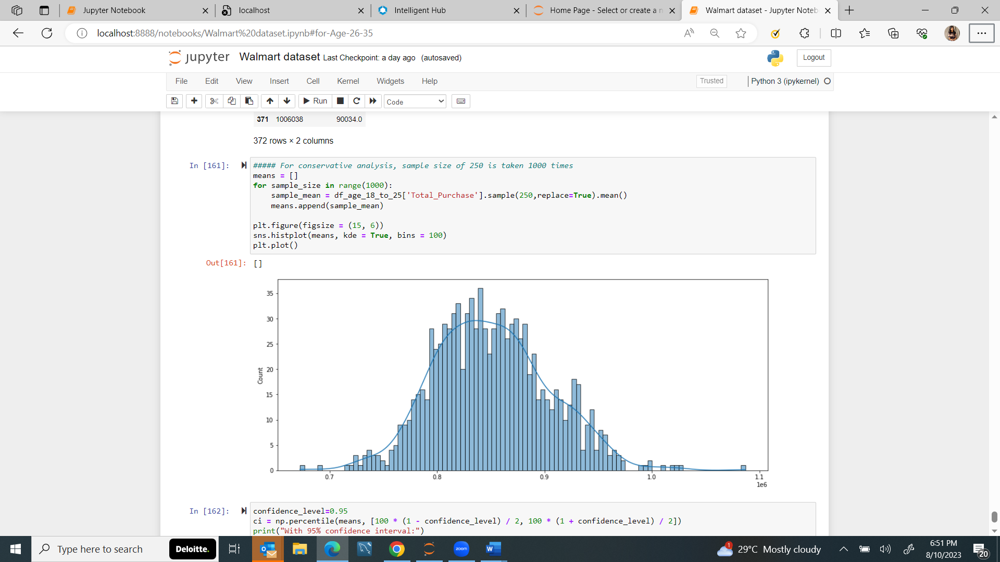 Jupyter Notebook
localhost
Intelligent Hub
Home Page - Select or create a n
Walmart dataset - Jupyter Noteb
localhost:8888/notebooks/Walmart%20dataset.ipynb#for-Age-26-35
jupyter Walmart dataset Last Checkpoint: a day ago (autosaved)
Logout
File Edit View Insert Cell Kernel Widgets Help
Trusted
Python 3 (ipykernel)
Run
Code
371 1006038 90034.0
372 rows × 2 columns
In [161]:
##### For conservative analysis, sample size of 250 is taken 1000 times
means = []
for sample_size in range(1000):
    sample_mean = df_age_18_to_25['Total_Purchase'].sample(250,replace=True).mean()
    means.append(sample_mean)
plt.figure(figsize = (15, 6))
sns.histplot(means, kde = True, bins = 100)
plt.plot()
Out[161]: []
35
30
25
20
15
10
5
0
Count
0.7 0.8 0.9 1.0 1.1
1e6
In [162]:
confidence_level=0.95
ci = np.percentile(means, [100 * (1 - confidence_level) / 2, 100 * (1 + confidence_level) / 2])
print("With 95% confidence interval:")
Type here to search
Deloitte.
zoom
W
1
29°C Mostly cloudy
6:51 PM
8/10/2023
20